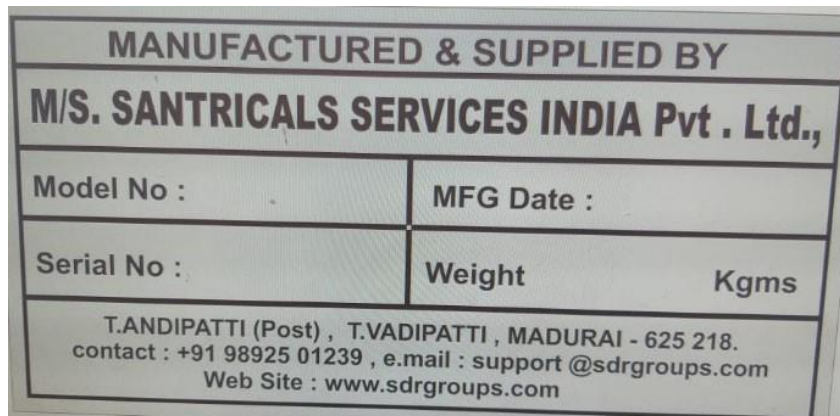 MANUFACTURED & SUPPLIED BY
M/S. SANTRICALS SERVICES INDIA Pvt . Ltd.,
Model No :
MFG Date :
Serial No :
Weight Kgms
T.ANDIPATTI (Post) , T.VADIPATTI , MADURAI - 625 218.
contact : +91 98925 01239 , e.mail : support @sdrgroups.com
Web Site : www.sdrgroups.com